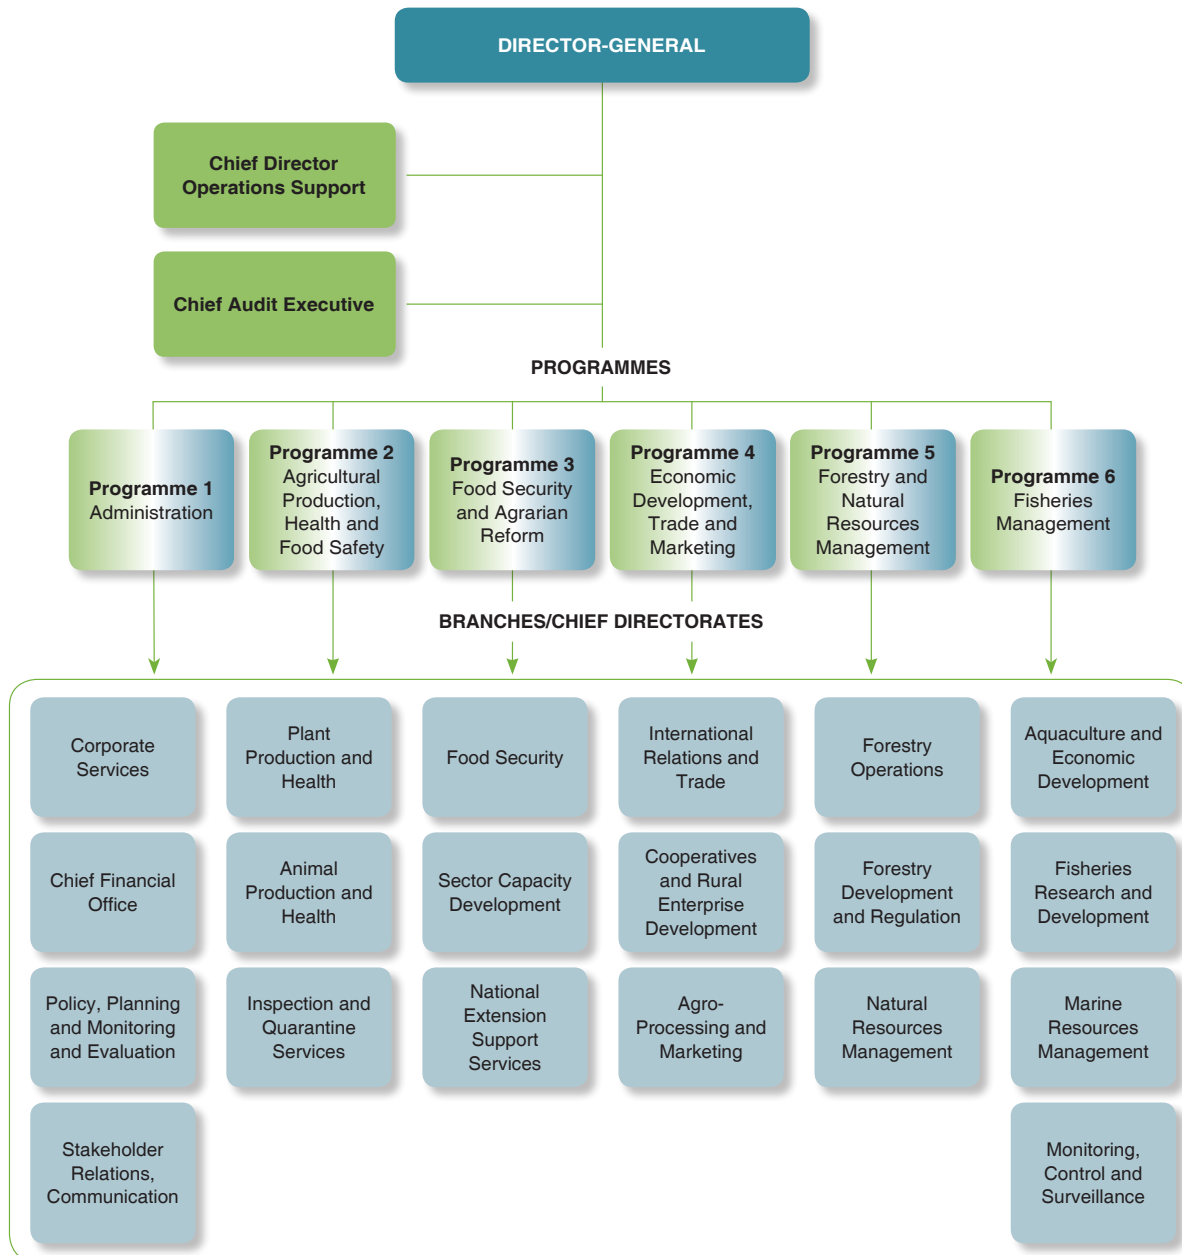 DIRECTOR-GENERAL
Chief Director
Operations Support
Chief Audit Executive
PROGRAMMES
Programme 1
Administration
Programme 2
Agricultural
Production,
Health and
Food Safety
Programme 3
Food Security
and Agrarian
Reform
Programme 4
Economic
Development,
Trade and
Marketing
Programme 5
Forestry and
Natural
Resources
Management
Programme 6
Fisheries
Management
BRANCHES/CHIEF DIRECTORATES
Corporate
Services
Plant
Production and
Health
Food Security
International
Relations and
Trade
Forestry
Operations
Aquaculture and
Economic
Development
Chief Financial
Office
Animal
Production and
Health
Sector Capacity
Development
Cooperatives
and Rural
Enterprise
Development
Forestry
Development
and Regulation
Fisheries
Research and
Development
Policy, Planning
and Monitoring
and Evaluation
Inspection and
Quarantine
Services
National
Extension
Support
Services
Agro-
Processing and
Marketing
Natural
Resources
Management
Marine
Resources
Management
Stakeholder
Relations,
Communication
Monitoring,
Control and
Surveillance